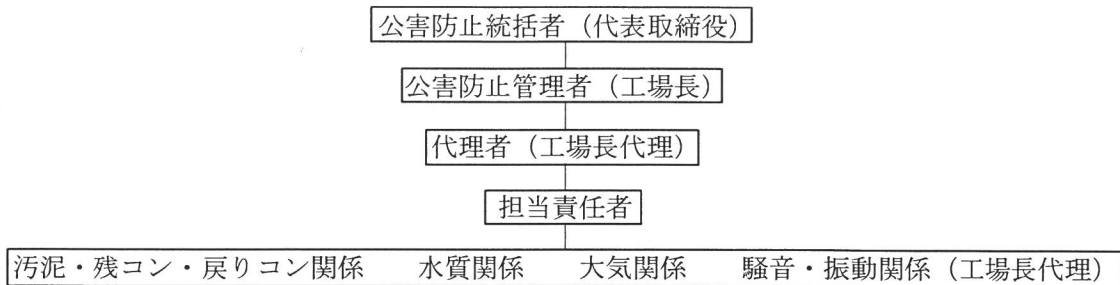 公害防止統括者（代表取締役）
公害防止管理者（工場長）
代理者（工場長代理）
担当責任者
汚泥・残コン・戻りコン関係　水質関係　大気関係　騒音・振動関係（工場長代理）